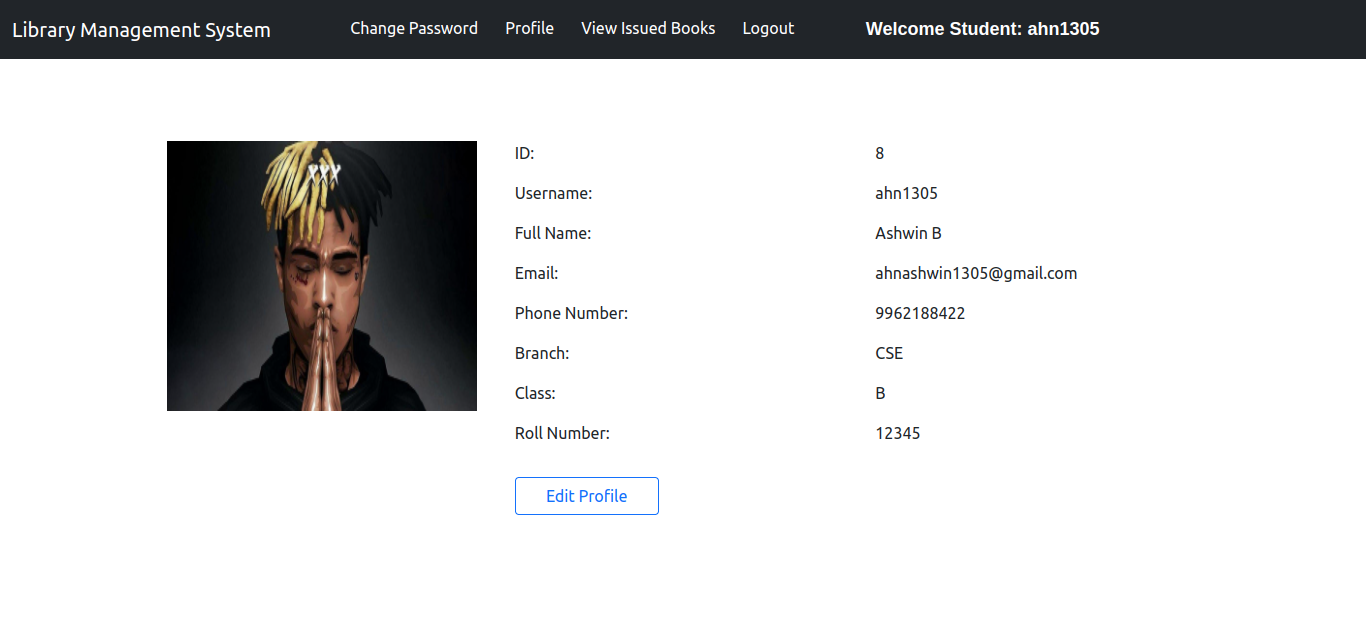 Library Management System Change Password Profile View Issued Books Logout Welcome Student: ahn1305
XXX
ID: 8
Username: ahn1305
Full Name: Ashwin B
Email: ahnashwin1305@gmail.com
Phone Number: 9962188422
Branch: CSE
Class: B
Roll Number: 12345
Edit Profile